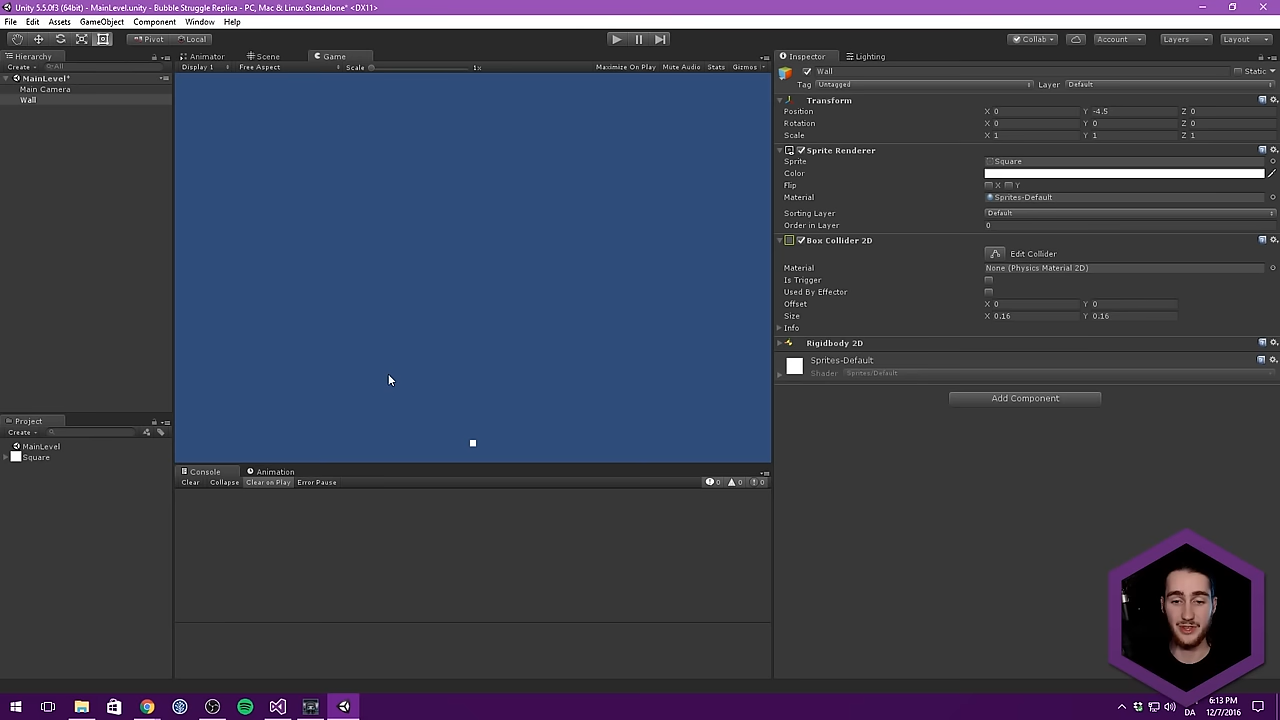 Unity 5.5.0f3 (64bit) - MainLevel.unity - Bubble Struggle Replica - PC, Mac & Linux Standalone* <DX11>
File Edit Assets GameObject Component Window Help
Pivot Local Collab Account Layers Layout
Hierarchy
Create All
MainLevel*
Main Camera
Wall
Animator Scene Game
Display 1 Free Aspect Scale 1x Maximize On Play Mute Audio Stats Gizmos
Inspector Lighting
Wall Static
Tag Untagged Layer Default
Transform
Position X 0 Y -4.5 Z 0
Rotation X 0 Y 0 Z 0
Scale X 1 Y 1 Z 1
Sprite Renderer
Sprite Square
Color
Flip X Y
Material Sprites-Default
Sorting Layer Default
Order in Layer 0
Box Collider 2D
Edit Collider
Material None (Physics Material 2D)
Is Trigger
Used By Effector
Offset X 0 Y 0
Size X 0.16 Y 0.16
Info
Rigidbody 2D
Sprites-Default
Shader Sprites/Default
Add Component
Project
Create
MainLevel
Square
Console Animation
Clear Collapse Clear on Play Error Pause 0 0 0
6:13 PM
DA
12/7/2016